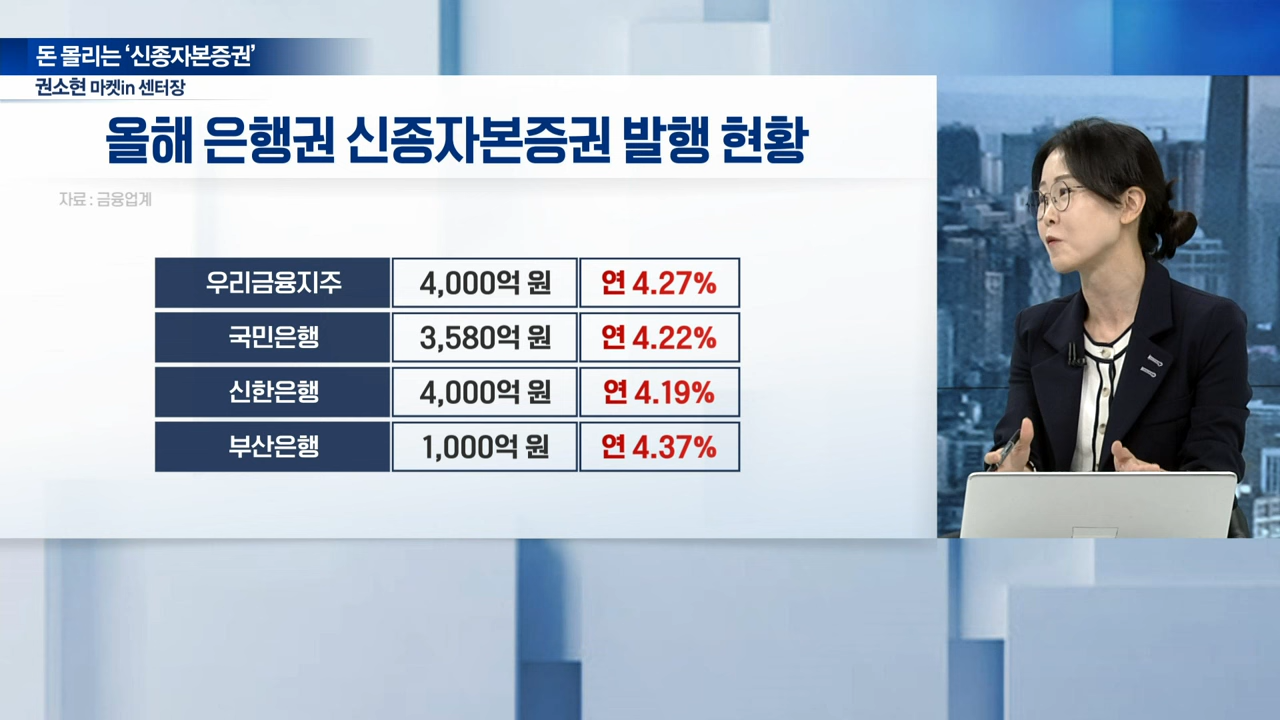 돈 몰리는 ‘신종자본증권’
권소현 마켓in 센터장
올해 은행권 신종자본증권 발행 현황
자료 : 금융업계
우리금융지주 4,000억 원 연 4.27%
국민은행 3,580억 원 연 4.22%
신한은행 4,000억 원 연 4.19%
부산은행 1,000억 원 연 4.37%